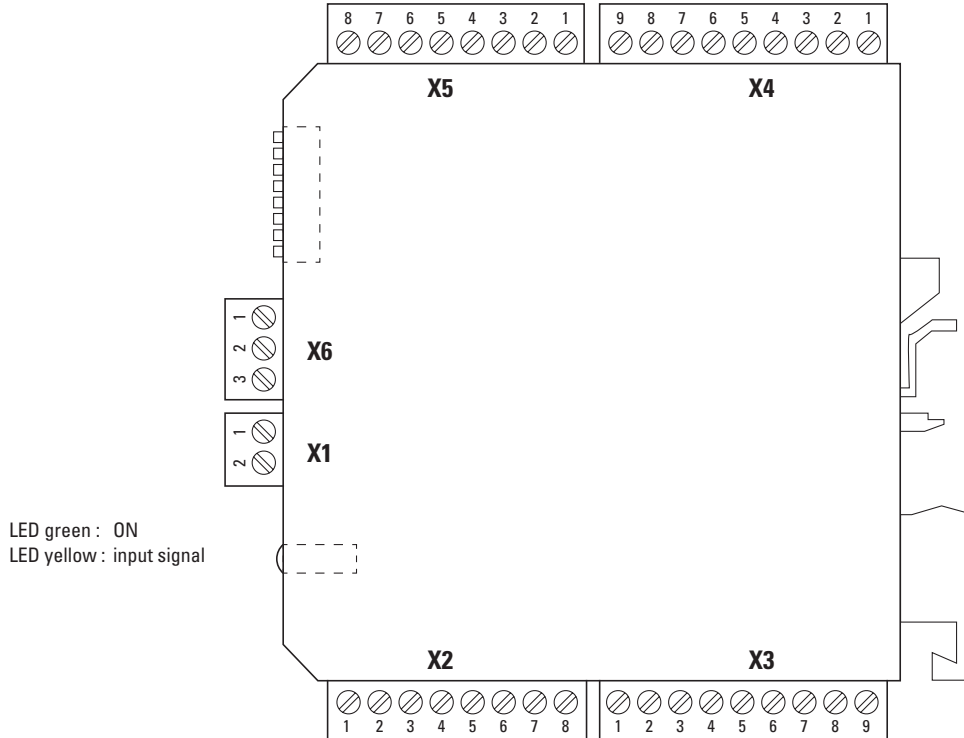 8 7 6 5 4 3 2 1 9 8 7 6 5 4 3 2 1
X5 X4
1
2
3
X6
1
2
X1
LED green : ON
LED yellow : input signal
X2 X3
1 2 3 4 5 6 7 8 1 2 3 4 5 6 7 8 9